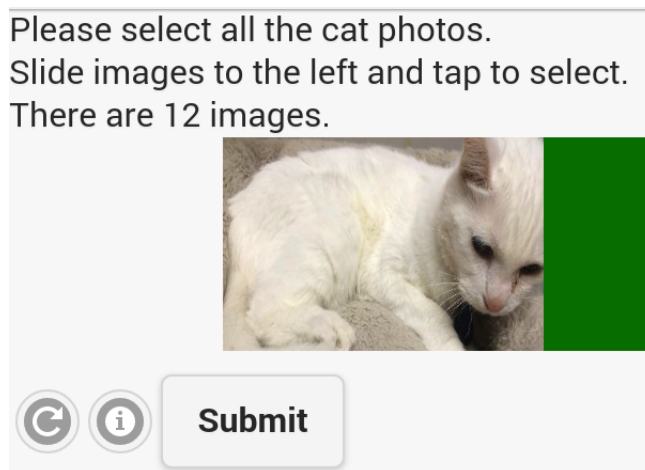 Please select all the cat photos.
Slide images to the left and tap to select.
There are 12 images.
i
Submit